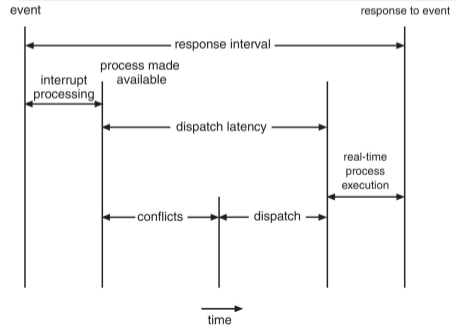 event
response to event
response interval
process made
available
interrupt
processing
dispatch latency
real-time
process
execution
conflicts
dispatch
time